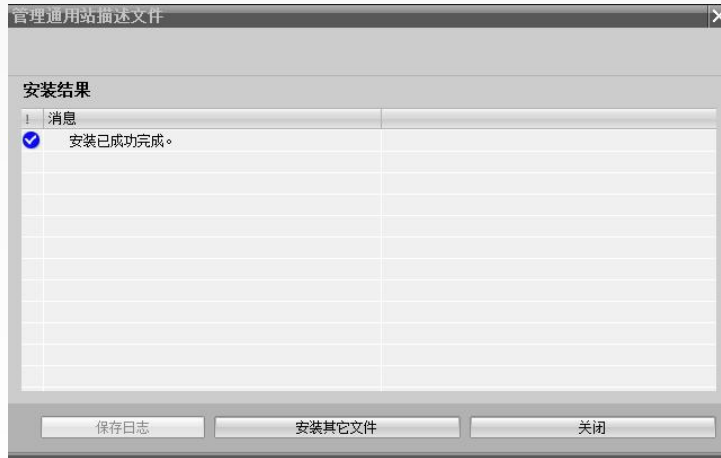 管理通用站描述文件
安装结果
! 消息
安装已成功完成。
保存日志 安装其它文件 关闭